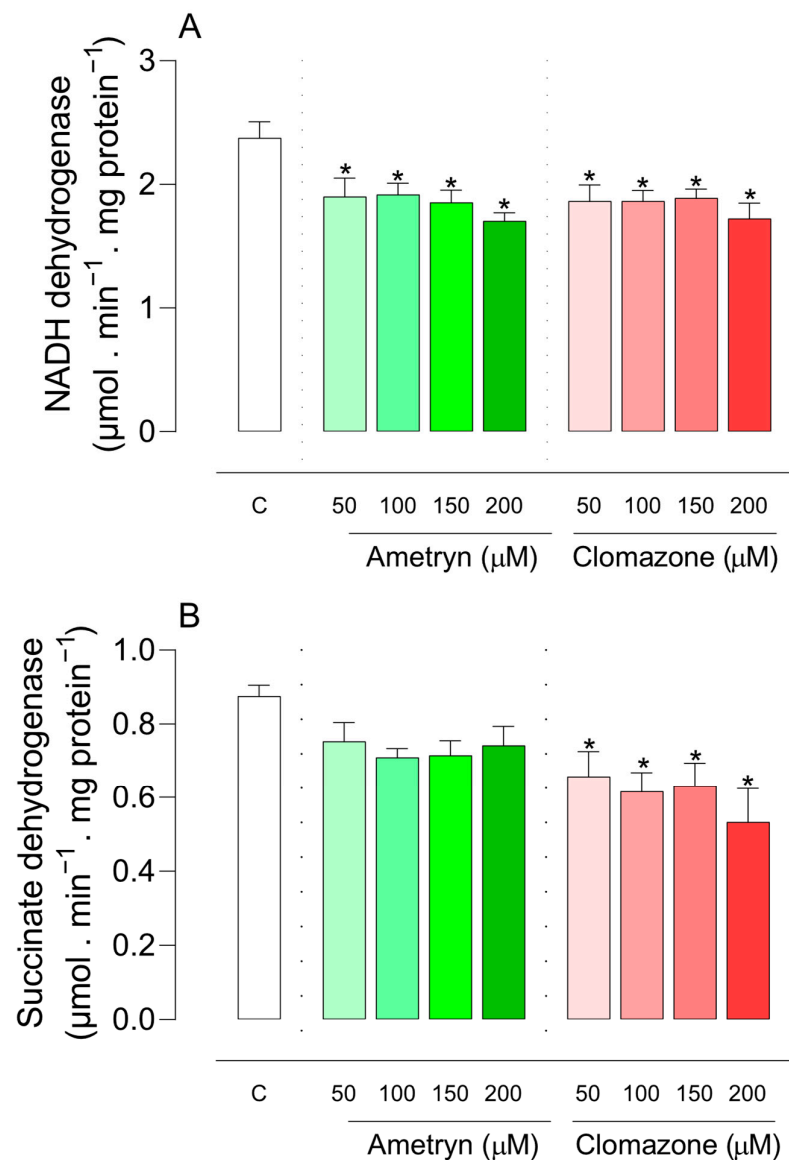 A
NADH dehydrogenase
(µmol . min⁻¹ . mg protein⁻¹)
3
2
1
0
* * * * * * * *
C 50 100 150 200 50 100 150 200
Ametryn (μM) Clomazone (μM)
B
Succinate dehydrogenase
(µmol . min⁻¹ . mg protein⁻¹)
1.0
0.8
0.6
0.4
0.2
0.0
* * * *
C 50 100 150 200 50 100 150 200
Ametryn (μM) Clomazone (μM)